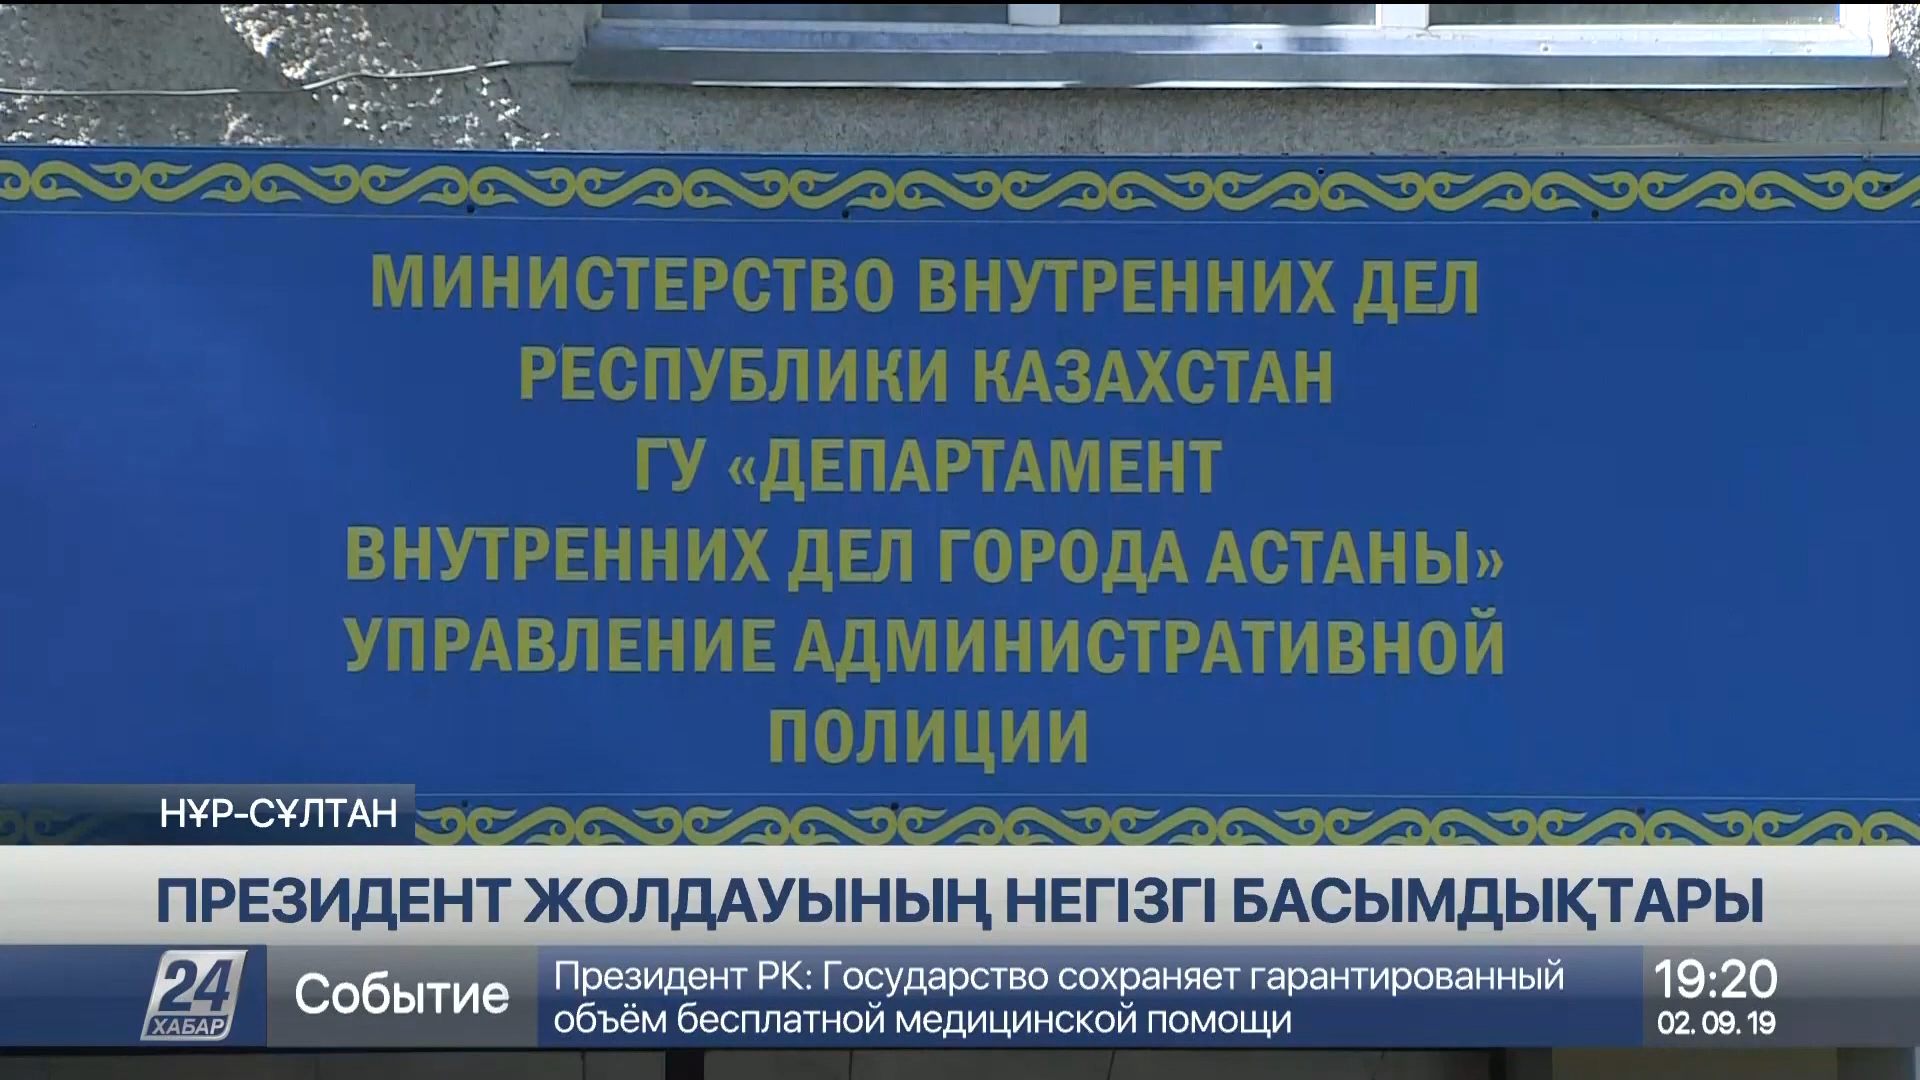 МИНИСТЕРСТВО ВНУТРЕННИХ ДЕЛ
РЕСПУБЛИКИ КАЗАХСТАН
ГУ «ДЕПАРТАМЕНТ
ВНУТРЕННИХ ДЕЛ ГОРОДА АСТАНЫ»
УПРАВЛЕНИЕ АДМИНИСТРАТИВНОЙ
ПОЛИЦИИ
НҰР-СҰЛТАН
ПРЕЗИДЕНТ ЖОЛДАУЫНЫҢ НЕГІЗГІ БАСЫМДЫҚТАРЫ
24
ХАБАР
Событие
Президент РК: Государство сохраняет гарантированный
объём бесплатной медицинской помощи
19:20
02. 09. 19